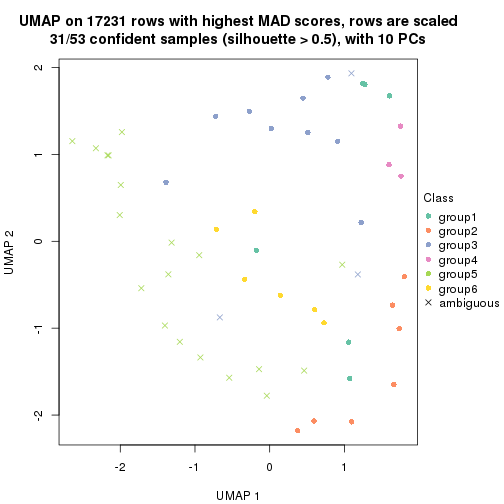 UMAP on 17231 rows with highest MAD scores, rows are scaled
31/53 confident samples (silhouette > 0.5), with 10 PCs
2
1
0
-1
-2
UMAP 2
-2
-1
0
1
UMAP 1
Class
group1
group2
group3
group4
group5
group6
ambiguous